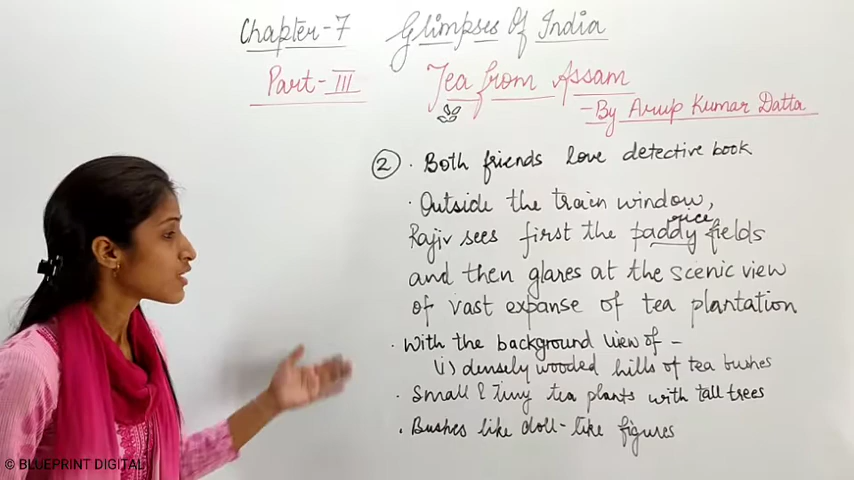 Chapter-7 Glimpses Of India
Part-III Tea from Assam
-By Arup Kumar Datta
② · Both friends love detective book
· Outside the train window,
rice
Rajiv sees first the paddy fields
and then glares at the scenic view
of vast expanse of tea plantation
· With the background view of -
(i) densely wooded hills of tea bushes
· Small & Tiny tea plants with tall trees
· Bushes like doll-like figures
© BLUEPRINT DIGITAL